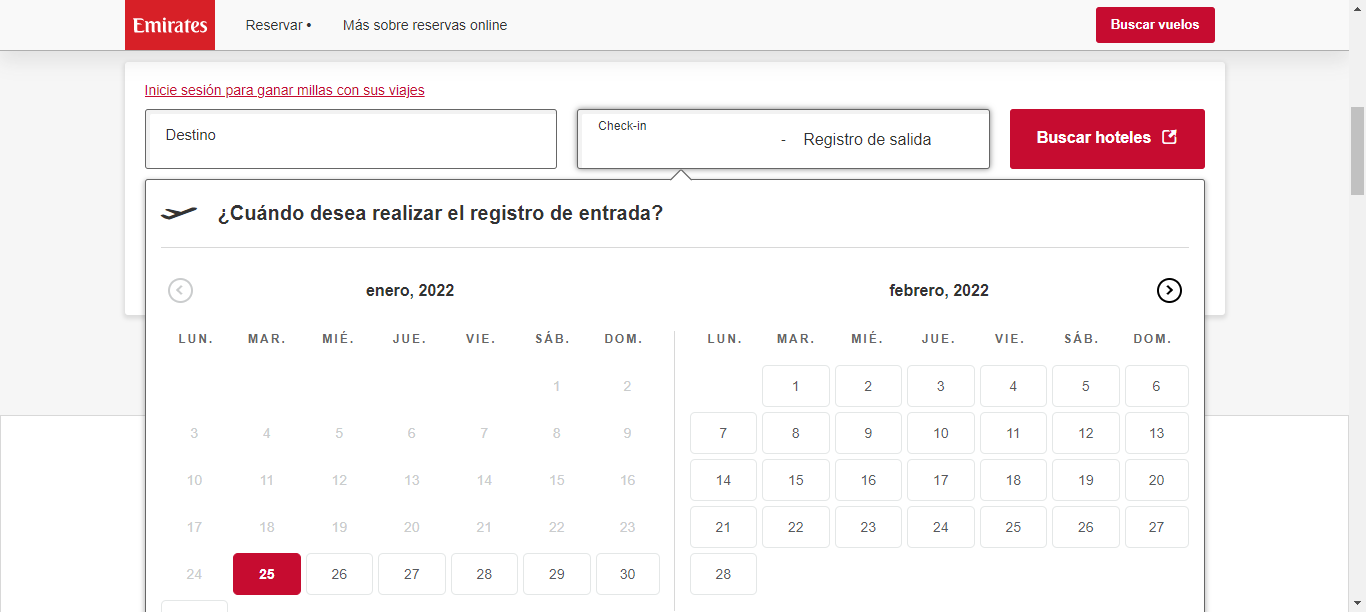 Emirates Reservar • Más sobre reservas online Buscar vuelos
Inicie sesión para ganar millas con sus viajes
Destino
Check-in
- Registro de salida
Buscar hoteles
¿Cuándo desea realizar el registro de entrada?
enero, 2022
LUN. MAR. MIÉ. JUE. VIE. SÁB. DOM.
1 2
3 4 5 6 7 8 9
10 11 12 13 14 15 16
17 18 19 20 21 22 23
24 25 26 27 28 29 30
febrero, 2022
LUN. MAR. MIÉ. JUE. VIE. SÁB. DOM.
1 2 3 4 5 6
7 8 9 10 11 12 13
14 15 16 17 18 19 20
21 22 23 24 25 26 27
28